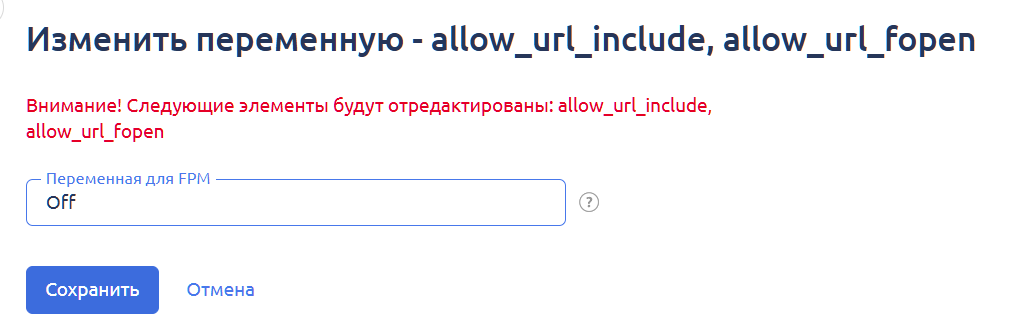 Изменить переменную - allow_url_include, allow_url_fopen
Внимание! Следующие элементы будут отредактированы: allow_url_include,
allow_url_fopen
Переменная для FPM
Off
?
Сохранить Отмена